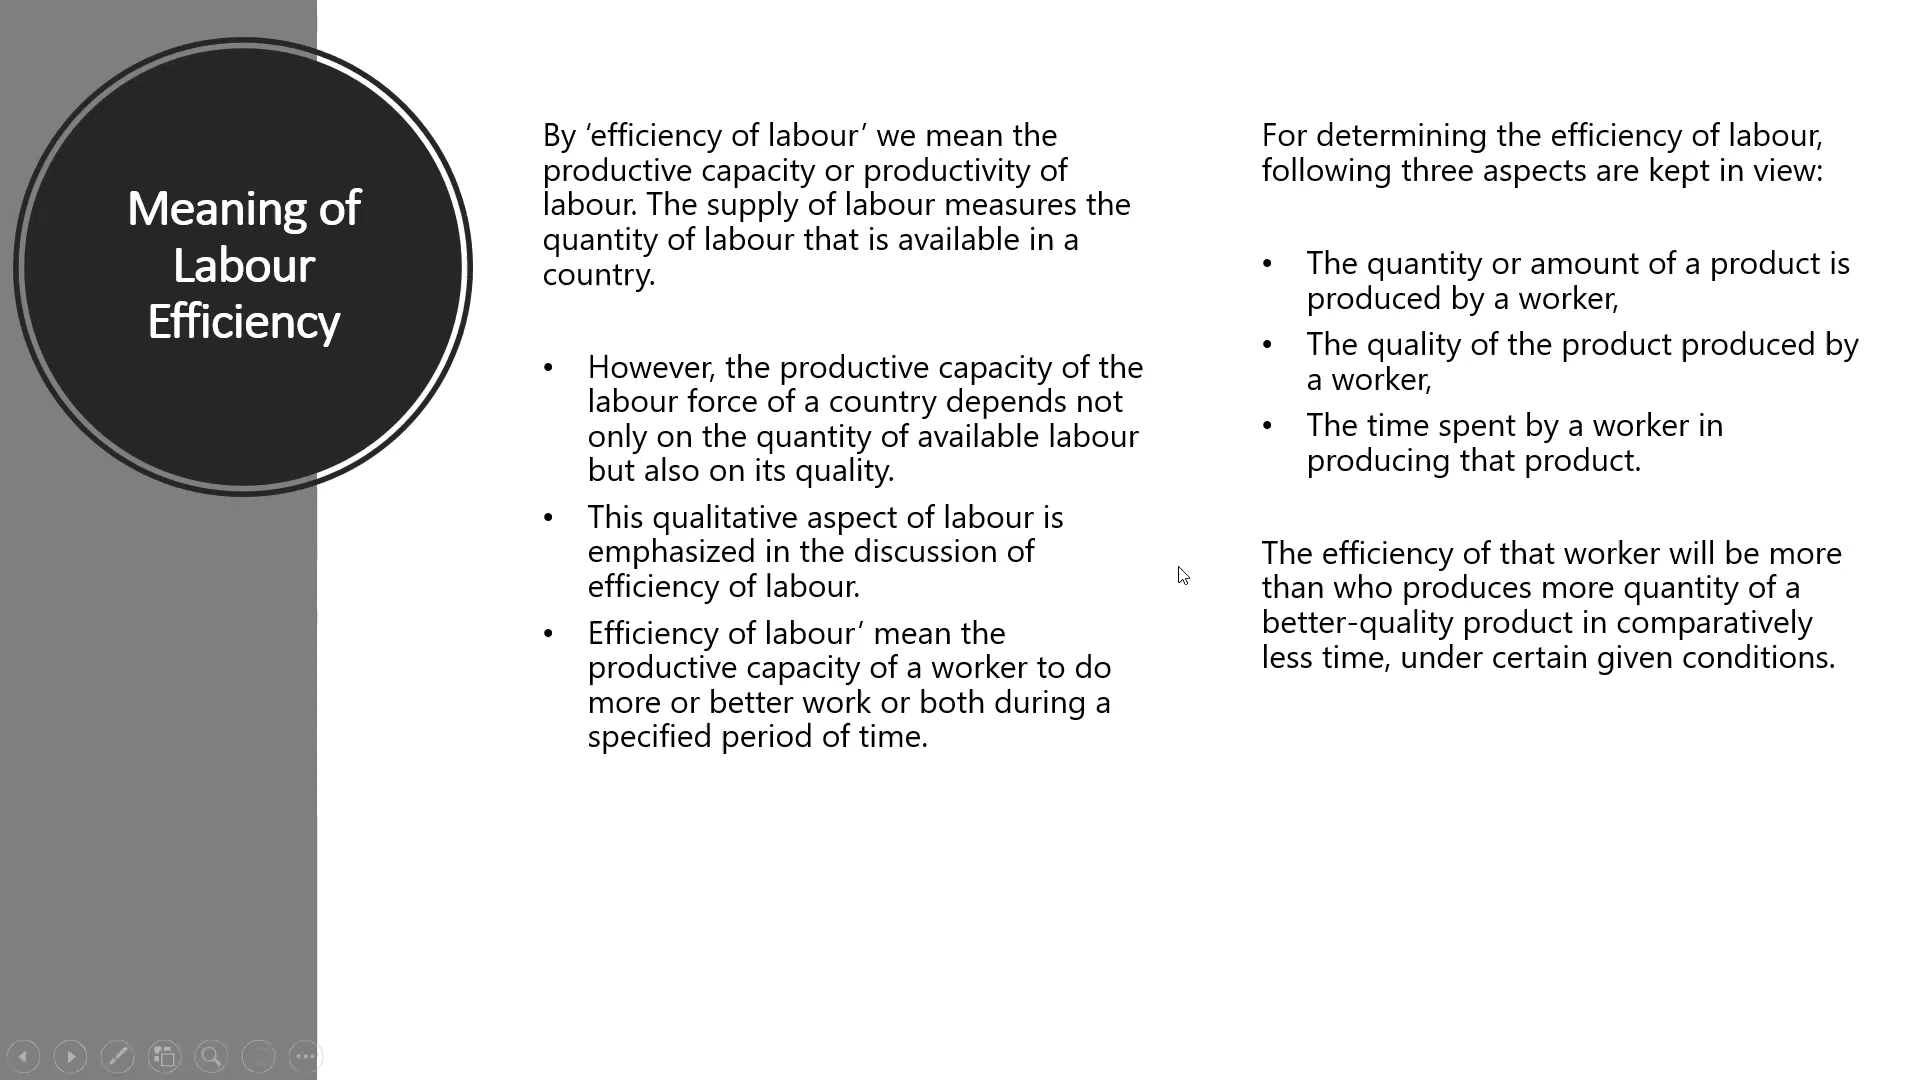 Meaning of
Labour
Efficiency
By ‘efficiency of labour’ we mean the
productive capacity or productivity of
labour. The supply of labour measures the
quantity of labour that is available in a
country.
• However, the productive capacity of the
labour force of a country depends not
only on the quantity of available labour
but also on its quality.
• This qualitative aspect of labour is
emphasized in the discussion of
efficiency of labour.
• Efficiency of labour’ mean the
productive capacity of a worker to do
more or better work or both during a
specified period of time.
For determining the efficiency of labour,
following three aspects are kept in view:
• The quantity or amount of a product is
produced by a worker,
• The quality of the product produced by
a worker,
• The time spent by a worker in
producing that product.
The efficiency of that worker will be more
than who produces more quantity of a
better-quality product in comparatively
less time, under certain given conditions.